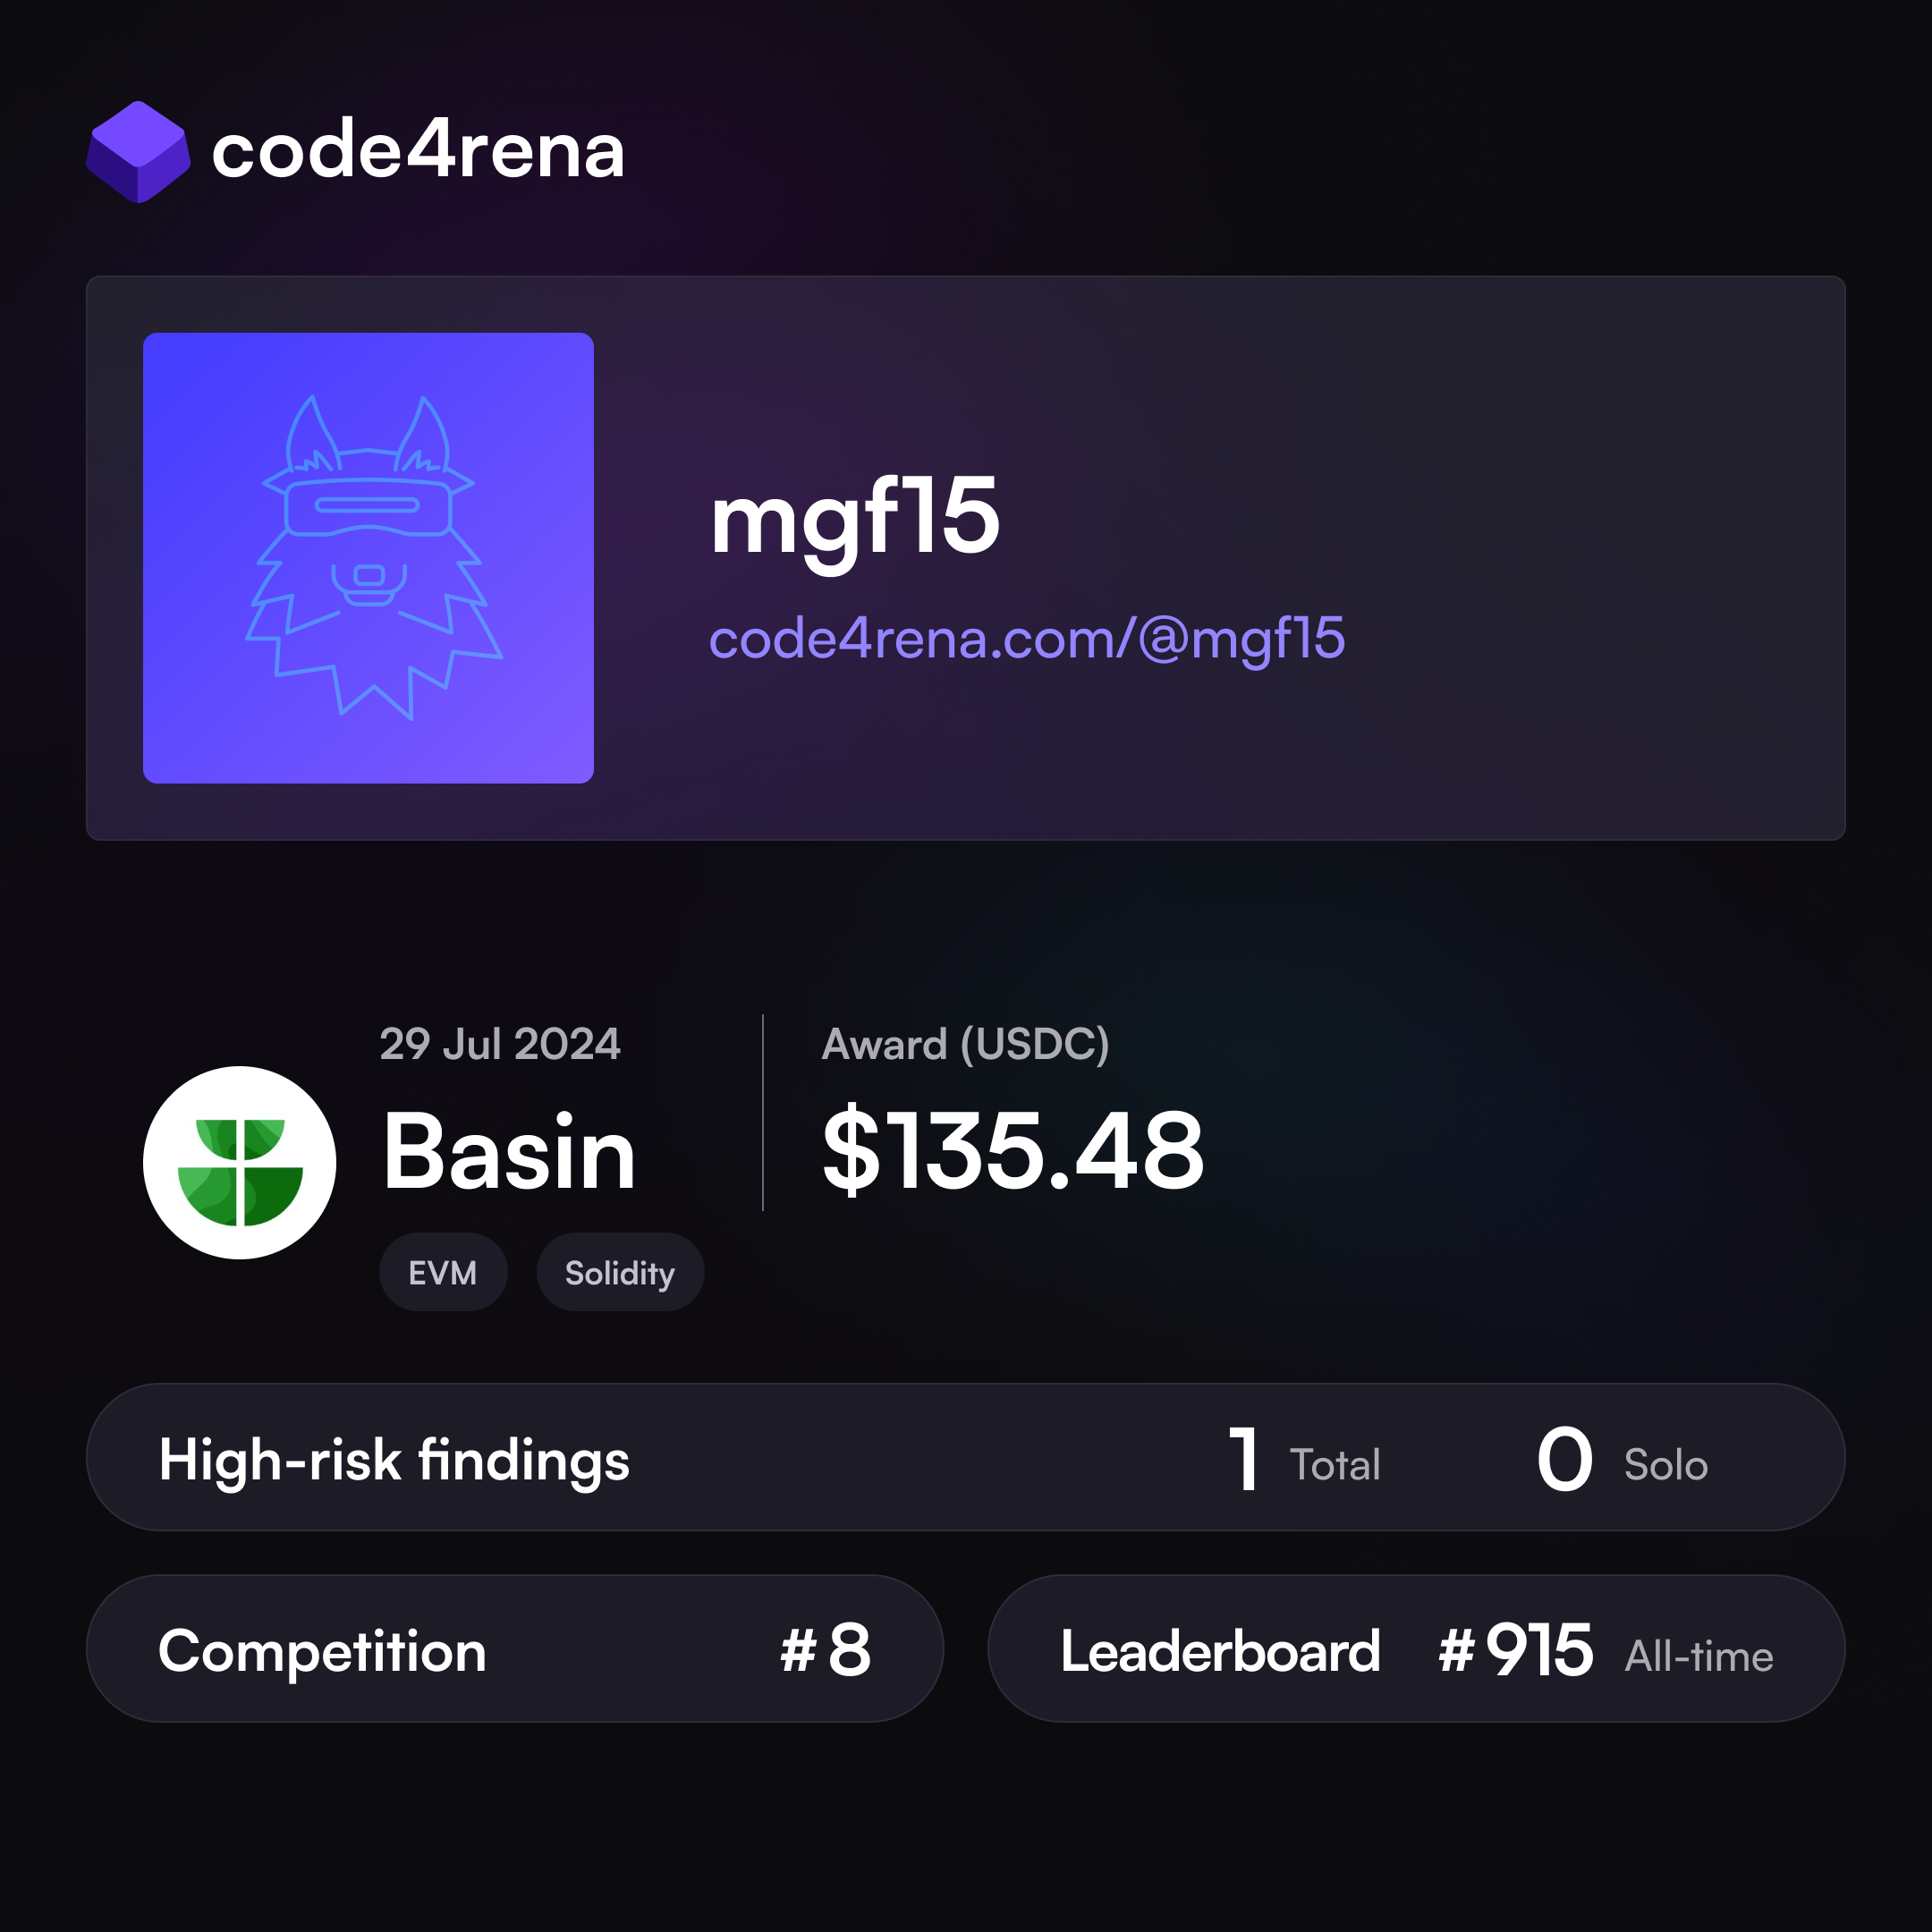 code4rena
mgf15
code4rena.com/@mgf15
29 Jul 2024
Basin
EVM
Solidity
Award (USDC)
$135.48
High-risk findings 1 Total 0 Solo
Competition #8
Leaderboard #915 All-time